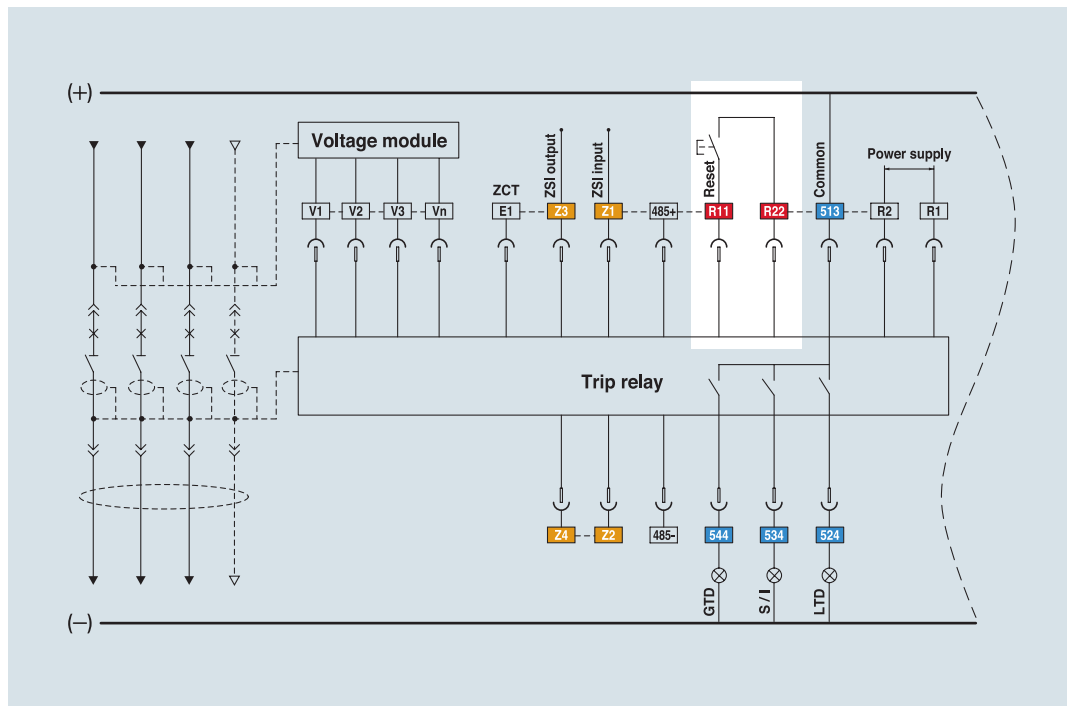 (+)
Voltage module
ZCT
ZSI output
ZSI input
Reset
Common
Power supply
V1
V2
V3
Vn
E1
Z3
Z1
485+
R11
R22
513
R2
R1
Trip relay
Z4
Z2
485-
544
534
524
GTD
S / I
LTD
(—)